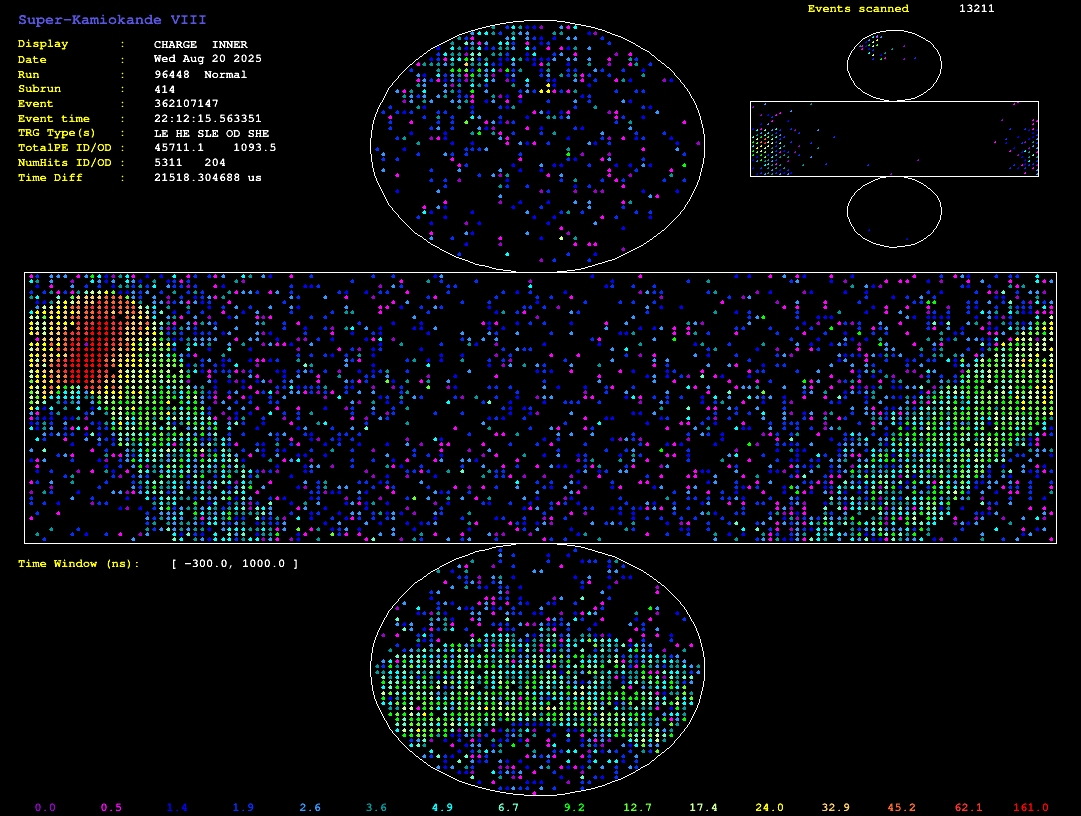 Super-Kamiokande VIII
Events scanned 13211
Display : CHARGE INNER
Date : Wed Aug 20 2025
Run : 96448 Normal
Subrun : 414
Event : 362107147
Event time : 22:12:15.563351
TRG Type(s) : LE HE SLE OD SHE
TotalPE ID/OD : 45711.1 1093.5
NumHits ID/OD : 5311 204
Time Diff : 21518.304688 us
Time Window (ns): [ -300.0, 1000.0 ]
0.0 0.5 1.4 1.9 2.6 3.6 4.9 6.7 9.2 12.7 17.4 24.0 32.9 45.2 62.1 161.0